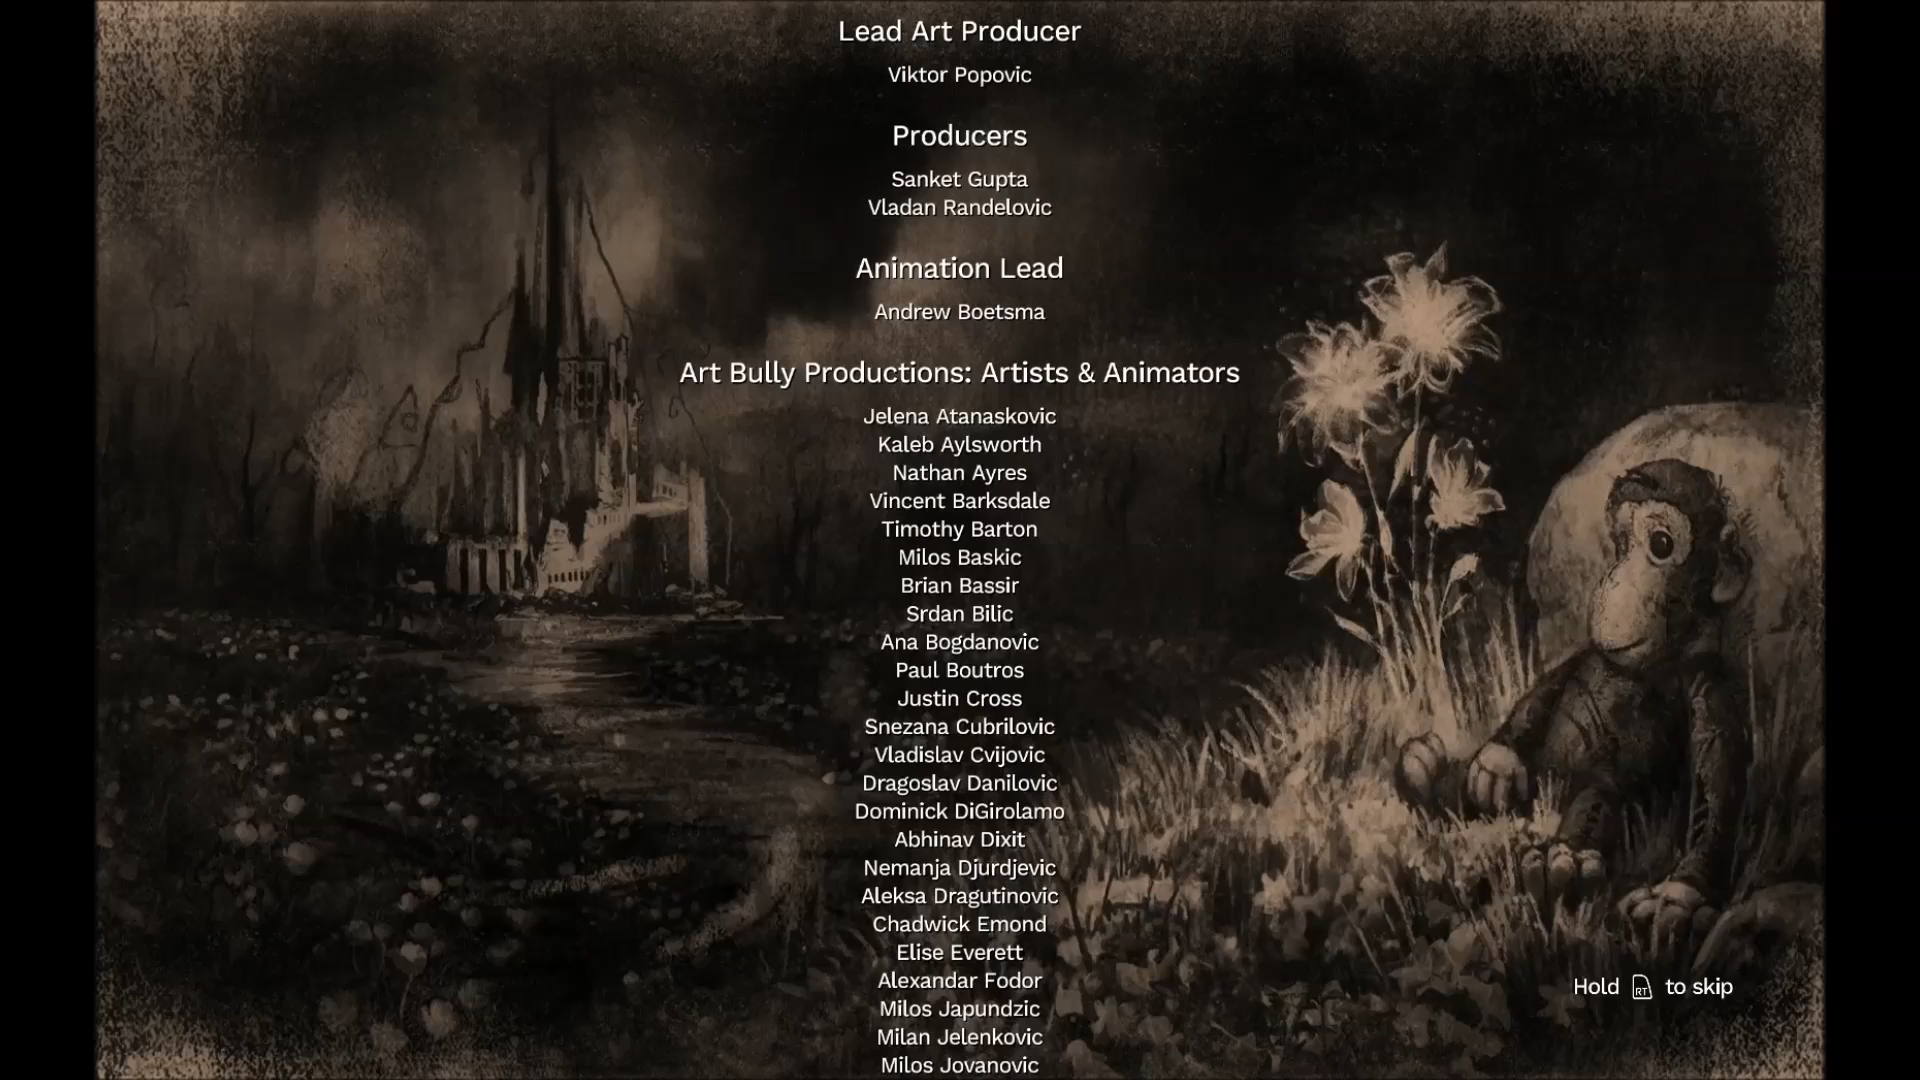 Lead Art Producer
Viktor Popovic
Producers
Sanket Gupta
Vladan Randelovic
Animation Lead
Andrew Boetsma
Art Bully Productions: Artists & Animators
Jelena Atanaskovic
Kaleb Aylsworth
Nathan Ayres
Vincent Barksdale
Timothy Barton
Milos Baskic
Brian Bassir
Srdan Bilic
Ana Bogdanovic
Paul Boutros
Justin Cross
Snezana Cubrilovic
Vladislav Cvijovic
Dragoslav Danilovic
Dominick DiGirolamo
Abhinav Dixit
Nemanja Djurdjevic
Aleksa Dragutinovic
Chadwick Emond
Elise Everett
Alexandar Fodor
Milos Japundzic
Milan Jelenkovic
Milos Jovanovic
Hold RT to skip